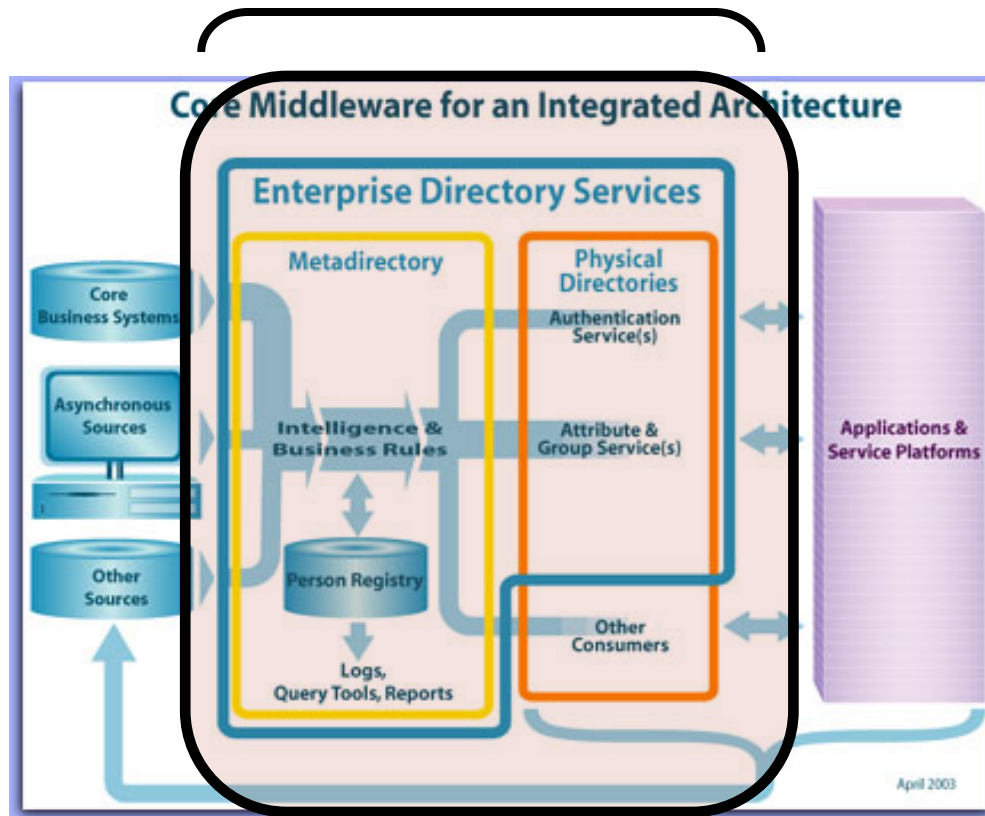 Core Middleware for an Integrated Architecture
Enterprise Directory Services
Metadirectory
Physical
Directories
Core
Business Systems
Authentication
Service(s)
Asynchronous
Sources
Intelligence &
Business Rules
Attribute &
Group Service(s)
Applications &
Service Platforms
Other
Sources
Person Registry
Other
Consumers
Logs,
Query Tools, Reports
April 2003